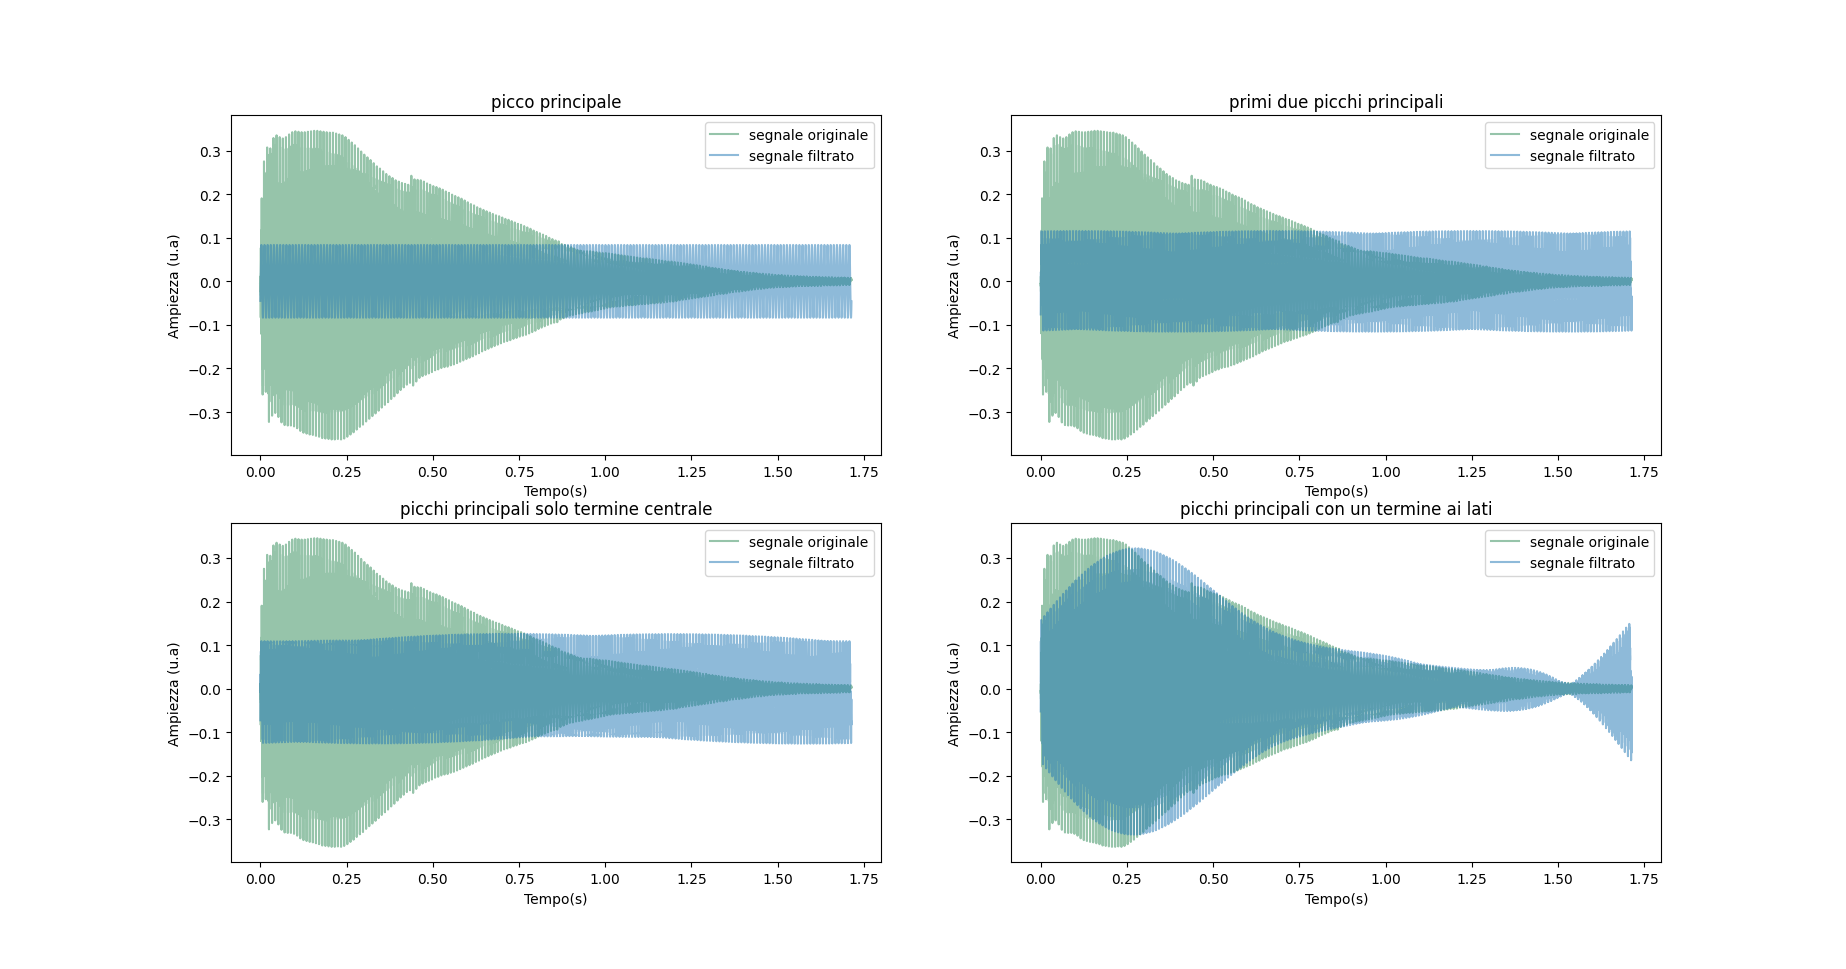 picco principale
segnale originale
segnale filtrato
Ampiezza (u.a)
0.3
0.2
0.1
0.0
−0.1
−0.2
−0.3
0.00 0.25 0.50 0.75 1.00 1.25 1.50 1.75
Tempo(s)
primi due picchi principali
segnale originale
segnale filtrato
Ampiezza (u.a)
0.3
0.2
0.1
0.0
−0.1
−0.2
−0.3
0.00 0.25 0.50 0.75 1.00 1.25 1.50 1.75
Tempo(s)
picchi principali solo termine centrale
segnale originale
segnale filtrato
Ampiezza (u.a)
0.3
0.2
0.1
0.0
−0.1
−0.2
−0.3
0.00 0.25 0.50 0.75 1.00 1.25 1.50 1.75
Tempo(s)
picchi principali con un termine ai lati
segnale originale
segnale filtrato
Ampiezza (u.a)
0.3
0.2
0.1
0.0
−0.1
−0.2
−0.3
0.00 0.25 0.50 0.75 1.00 1.25 1.50 1.75
Tempo(s)